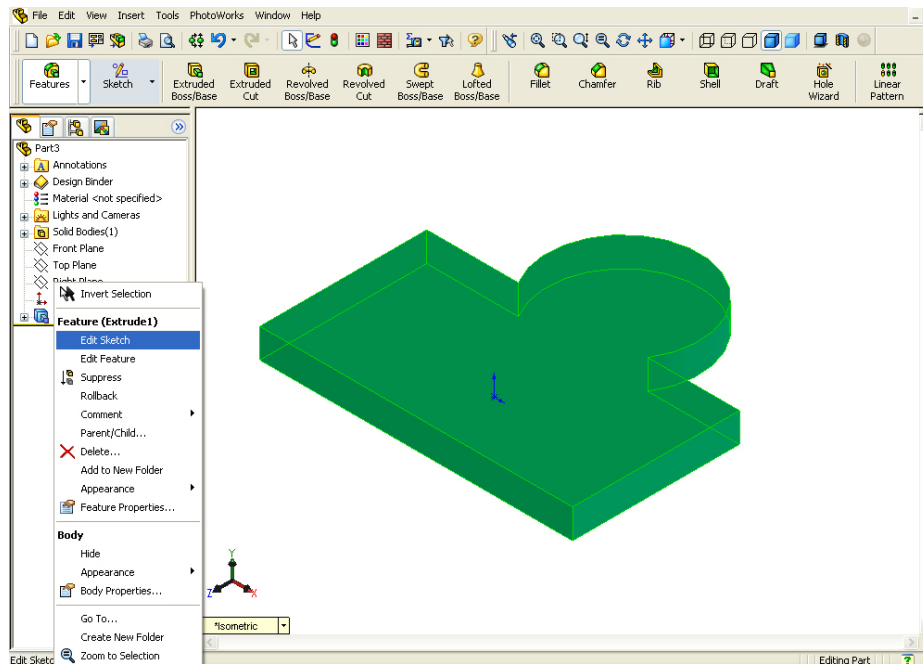 File Edit View Insert Tools PhotoWorks Window Help
Features Sketch Extruded Boss/Base Extruded Cut Revolved Boss/Base Revolved Cut Swept Boss/Base Lofted Boss/Base Fillet Chamfer Rib Shell Draft Hole Wizard Linear Pattern
Part3
Annotations
Design Binder
Material <not specified>
Lights and Cameras
Solid Bodies(1)
Front Plane
Top Plane
Right Plane
Invert Selection
Feature (Extrude1)
Edit Sketch
Edit Feature
Suppress
Rollback
Comment
Parent/Child...
Delete...
Add to New Folder
Appearance
Feature Properties...
Body
Hide
Appearance
Body Properties...
Go To...
Create New Folder
Zoom to Selection
Y
Z X
*Isometric
Edit Sketc
Editing Part